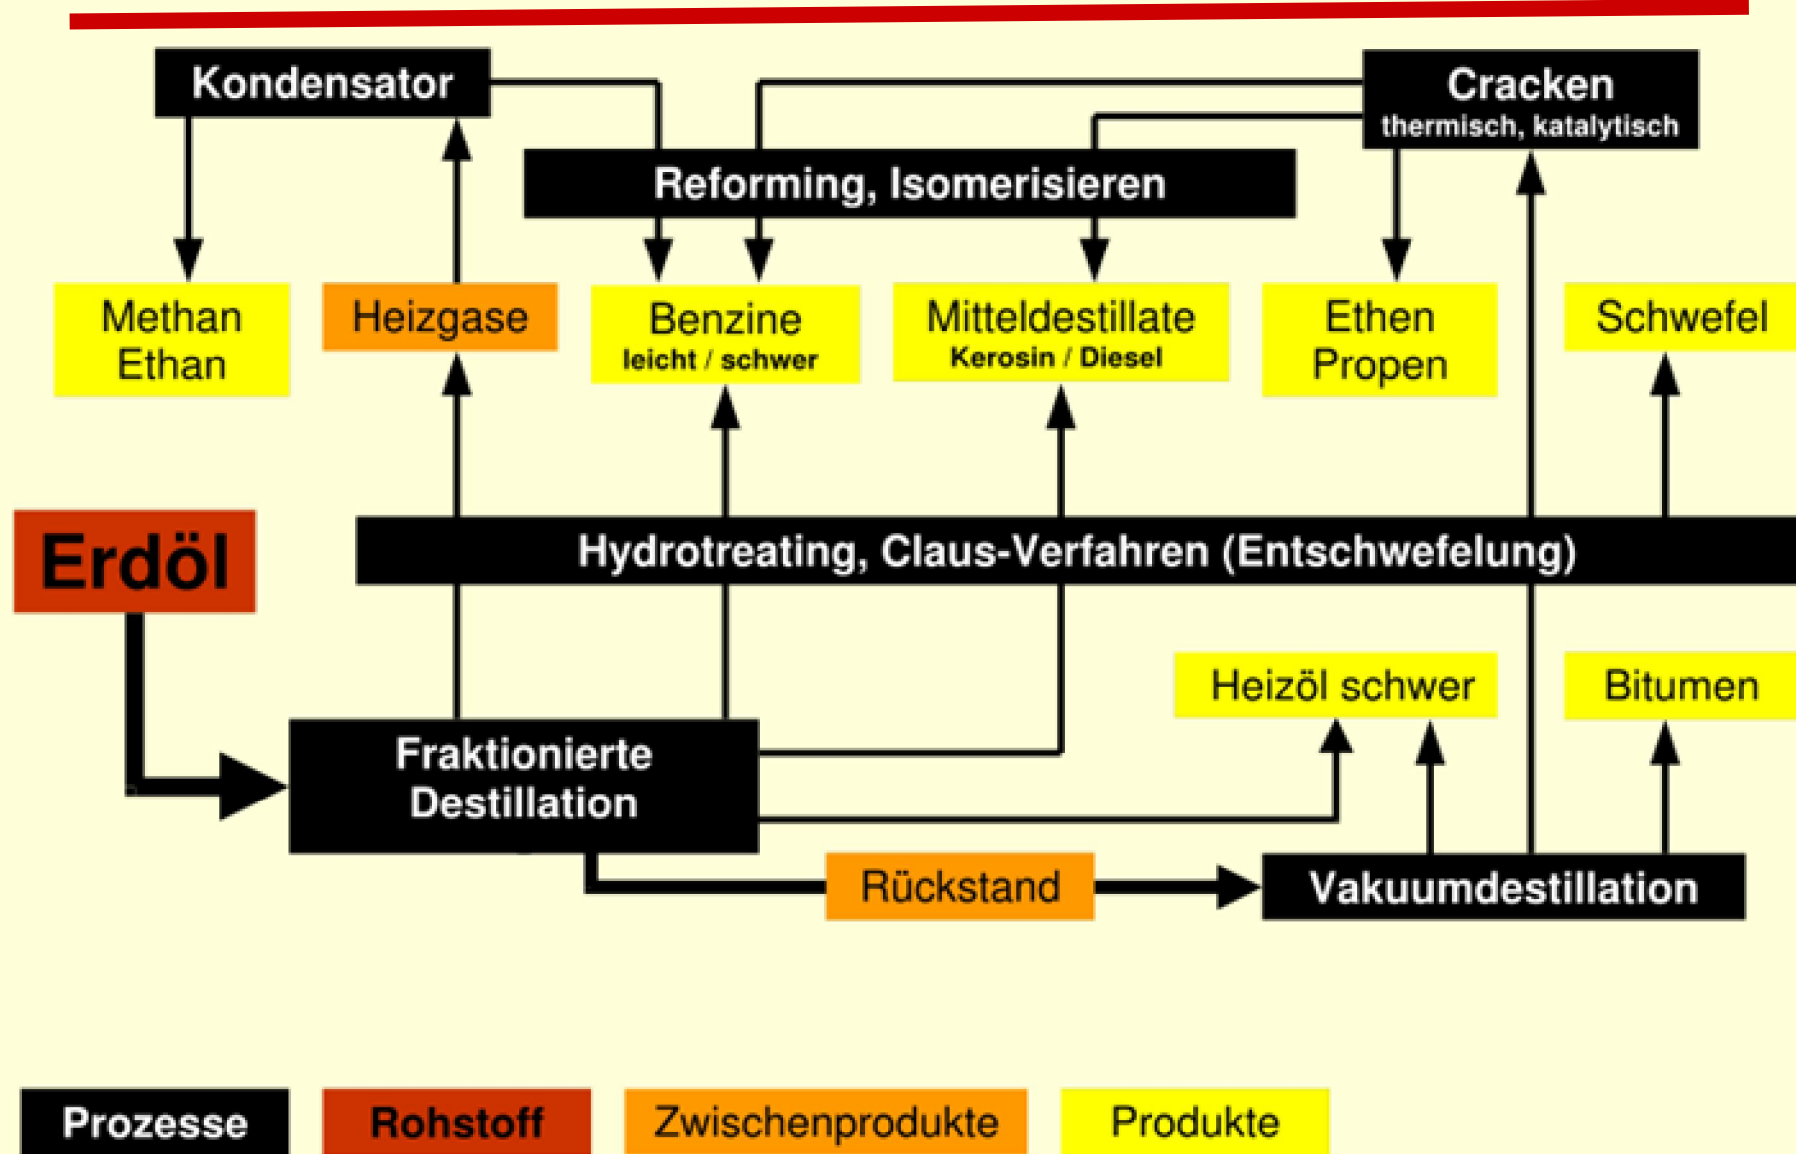 Kondensator
Cracken
thermisch, katalytisch
Reforming, Isomerisieren
Methan
Ethan
Heizgase
Benzine
leicht / schwer
Mitteldestillate
Kerosin / Diesel
Ethen
Propen
Schwefel
Erdöl
Hydrotreating, Claus-Verfahren (Entschwefelung)
Heizöl schwer
Bitumen
Fraktionierte
Destillation
Rückstand
Vakuumdestillation
Prozesse
Rohstoff
Zwischenprodukte
Produkte